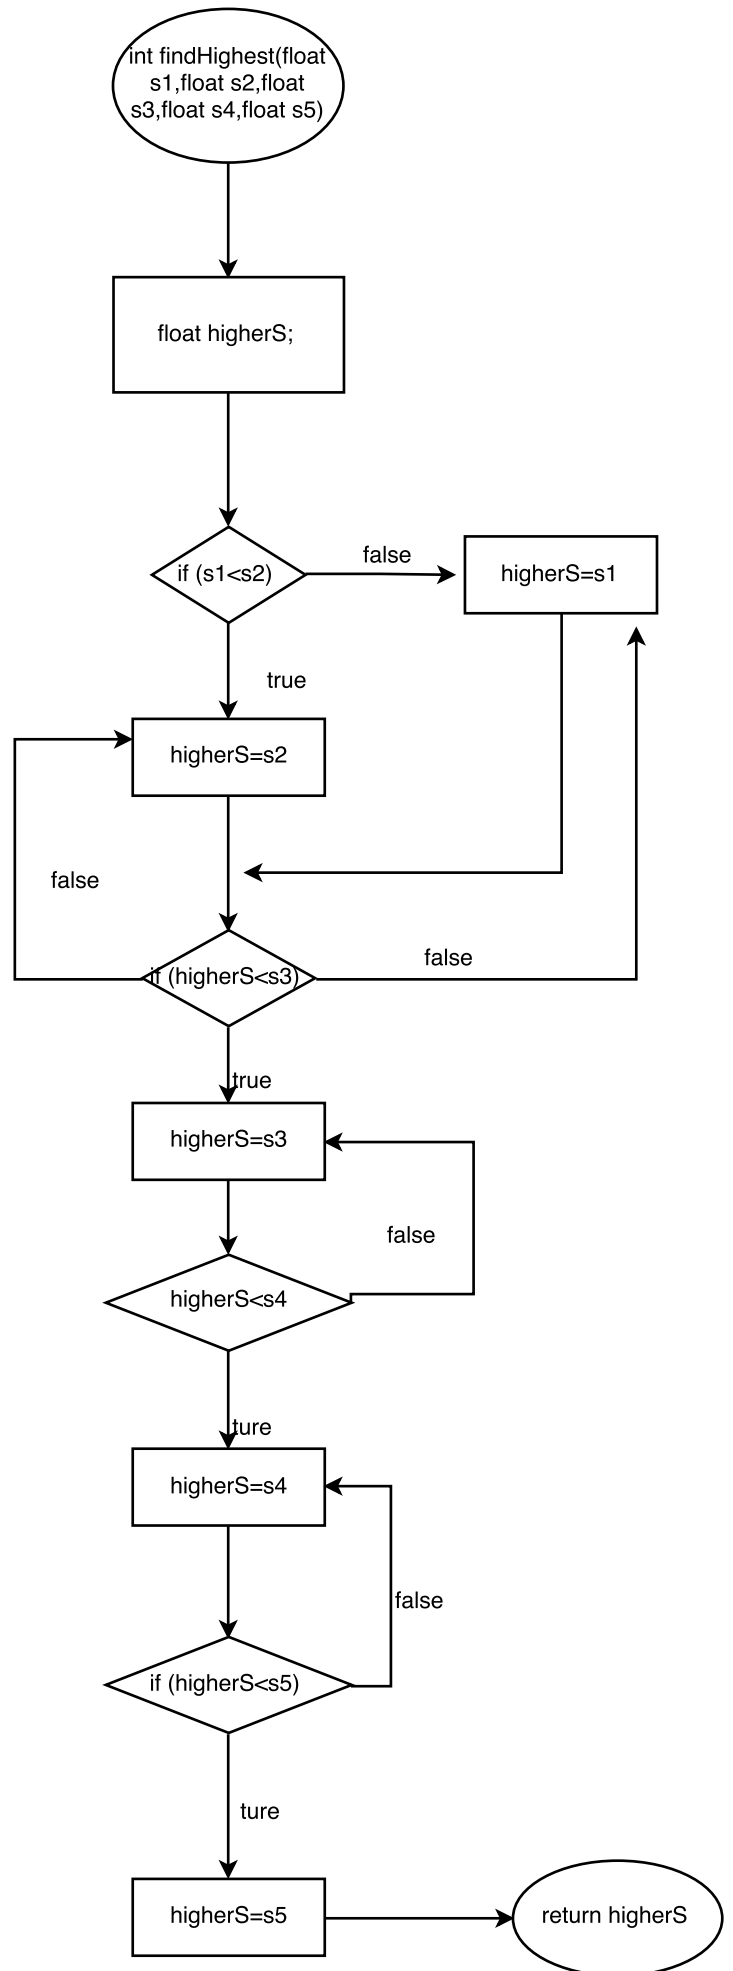 int findHighest(float
s1,float s2,float
s3,float s4,float s5)
float higherS;
if (s1<s2)
false
higherS=s1
true
higherS=s2
false
if (higherS<s3)
false
true
higherS=s3
false
higherS<s4
ture
higherS=s4
false
if (higherS<s5)
ture
higherS=s5
return higherS